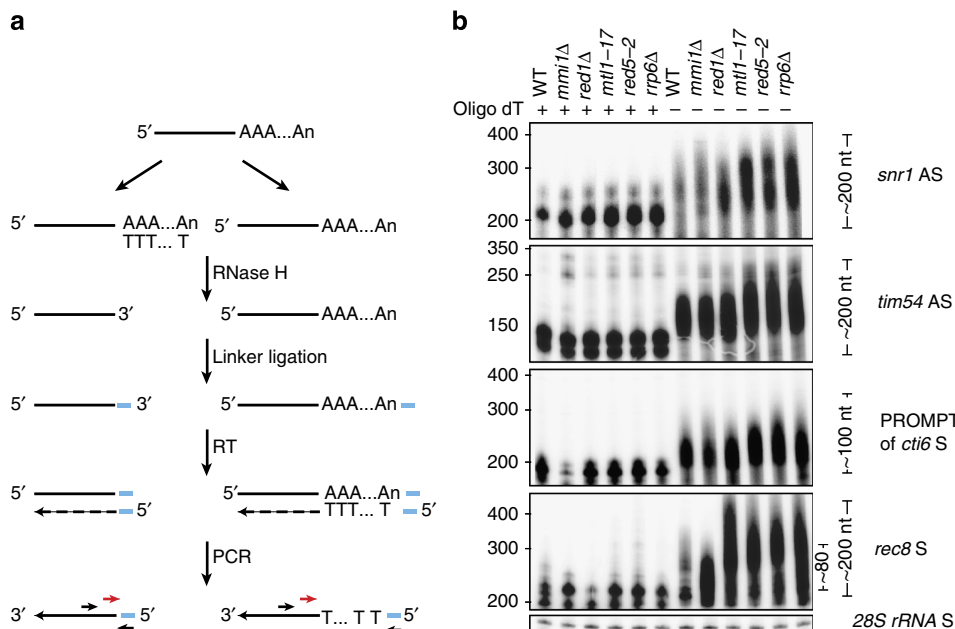 a
5′ AAA...An
5′ AAA...An 5′ AAA...An
TTT... T
RNase H
5′ 3′ 5′ AAA...An
Linker ligation
5′ 3′ 5′ AAA...An
RT
5′ 5′ AAA...An
5′ TTT... T 5′
PCR
3′ 5′ 3′ T... T T 5′
b
WT mmi1Δ red1Δ mtl1–17 red5–2 rrp6Δ WT mmi1Δ red1Δ mtl1–17 red5–2 rrp6Δ
Oligo dT + + + + + + – – – – – –
400
300
200
~200 nt
snr1 AS
350
250
150
~200 nt
tim54 AS
400
300
200
~100 nt
PROMPT
of cti6 S
400
300
200
~80
~200 nt
rec8 S
28S rRNA S